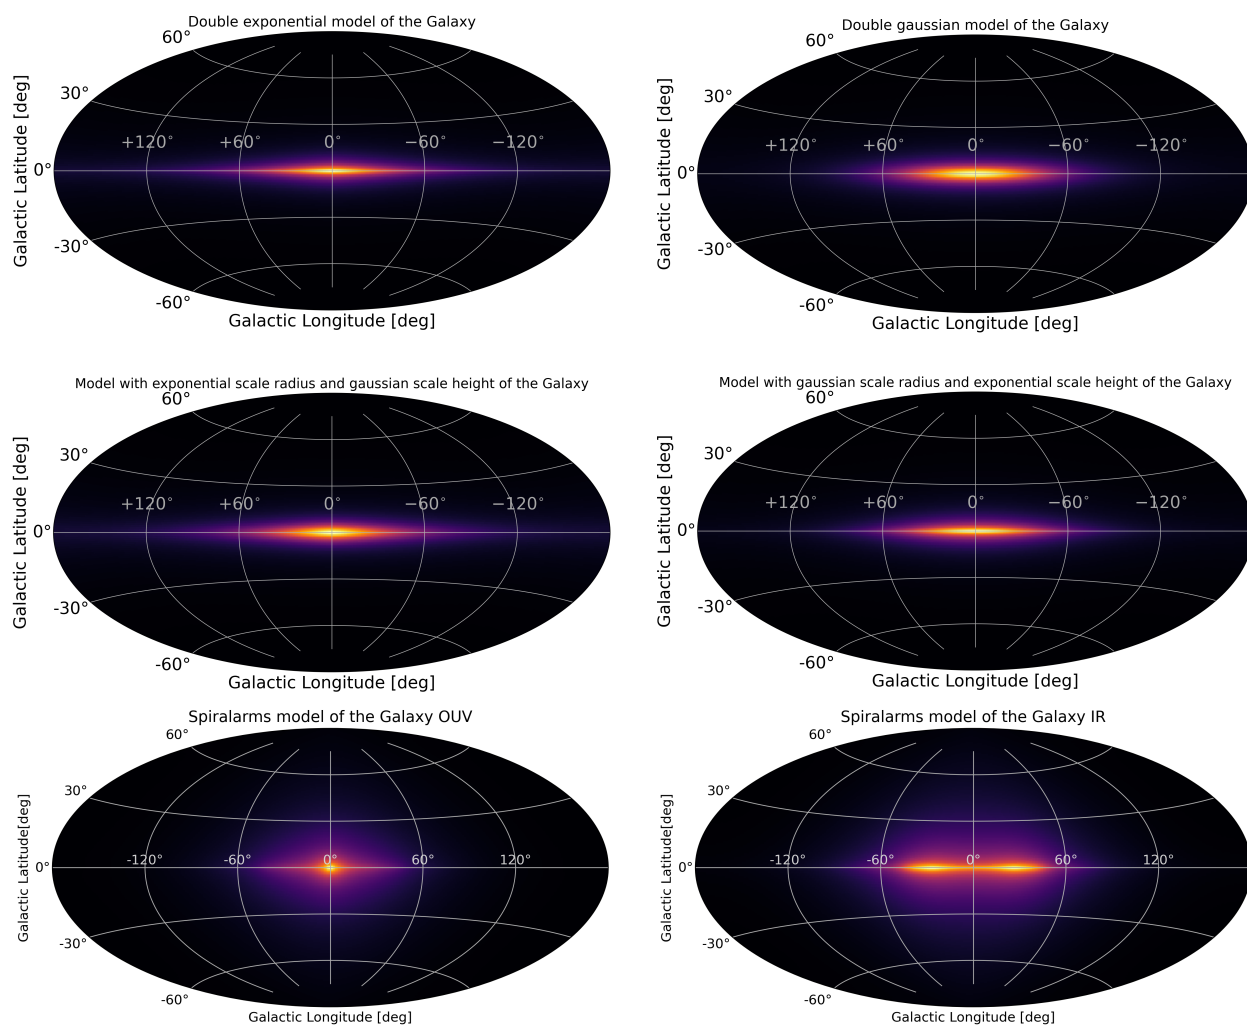 Double exponential model of the Galaxy
60°
30°
+120° +60° 0° −60° −120°
0°
-30°
-60°
Galactic Latitude [deg]
Galactic Longitude [deg]
Double gaussian model of the Galaxy
60°
30°
+120° +60° 0° −60° −120°
0°
-30°
-60°
Galactic Latitude [deg]
Galactic Longitude [deg]
Model with exponential scale radius and gaussian scale height of the Galaxy
60°
30°
+120° +60° 0° −60° −120°
0°
-30°
-60°
Galactic Latitude [deg]
Galactic Longitude [deg]
Model with gaussian scale radius and exponential scale height of the Galaxy
60°
30°
+120° +60° 0° −60° −120°
0°
-30°
-60°
Galactic Latitude [deg]
Galactic Longitude [deg]
Spiralarms model of the Galaxy OUV
60°
30°
-120° -60° 0° 60° 120°
0°
-30°
-60°
Galactic Latitude[deg]
Galactic Longitude [deg]
Spiralarms model of the Galaxy IR
60°
30°
-120° -60° 0° 60° 120°
0°
-30°
-60°
Galactic Latitude[deg]
Galactic Longitude [deg]